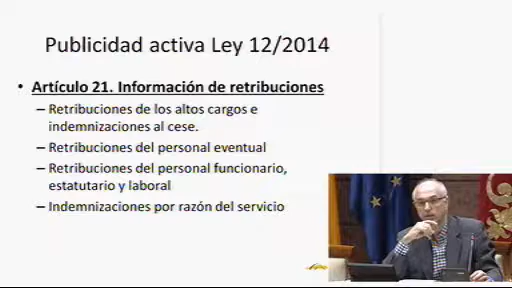 Publicidad activa Ley 12/2014
• Artículo 21. Información de retribuciones
– Retribuciones de los altos cargos e
indemnizaciones al cese.
– Retribuciones del personal eventual
– Retribuciones del personal funcionario,
estatutario y laboral
– Indemnizaciones por razón del servicio